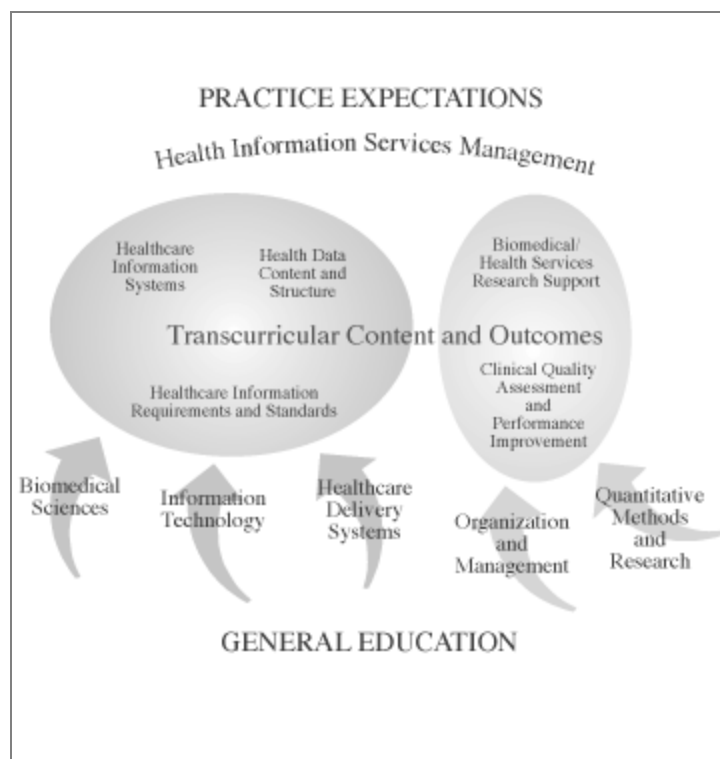 PRACTICE EXPECTATIONS
Health Information Services Management
Healthcare
Information
Systems
Health Data
Content and
Structure
Biomedical/
Health Services
Research Support
Transcurricular Content and Outcomes
Healthcare Information
Requirements and Standards
Clinical Quality
Assessment
and
Performance
Improvement
Biomedical
Sciences
Information
Technology
Healthcare
Delivery
Systems
Organization
and
Management
Quantitative
Methods
and
Research
GENERAL EDUCATION